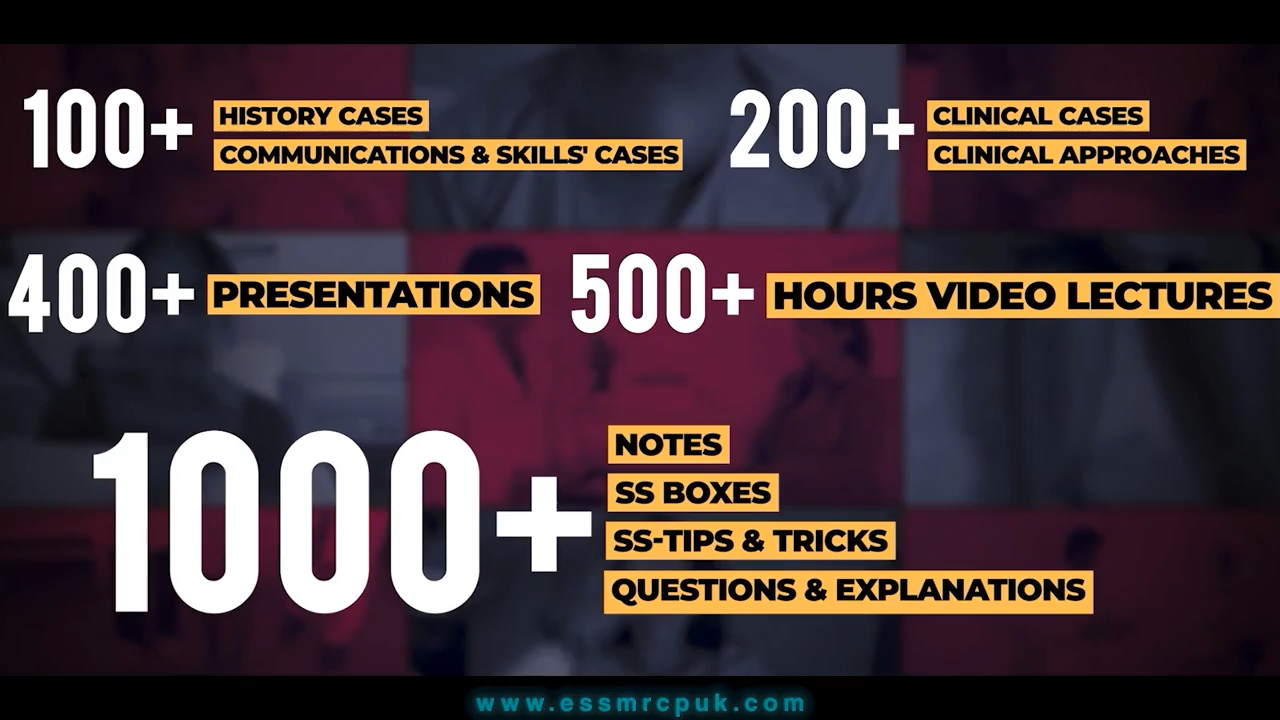 100+ HISTORY CASES
COMMUNICATIONS & SKILLS' CASES
200+ CLINICAL CASES
CLINICAL APPROACHES
400+ PRESENTATIONS
500+ HOURS VIDEO LECTURES
1000+
NOTES
SS BOXES
SS-TIPS & TRICKS
QUESTIONS & EXPLANATIONS
www.essmrcpuk.com